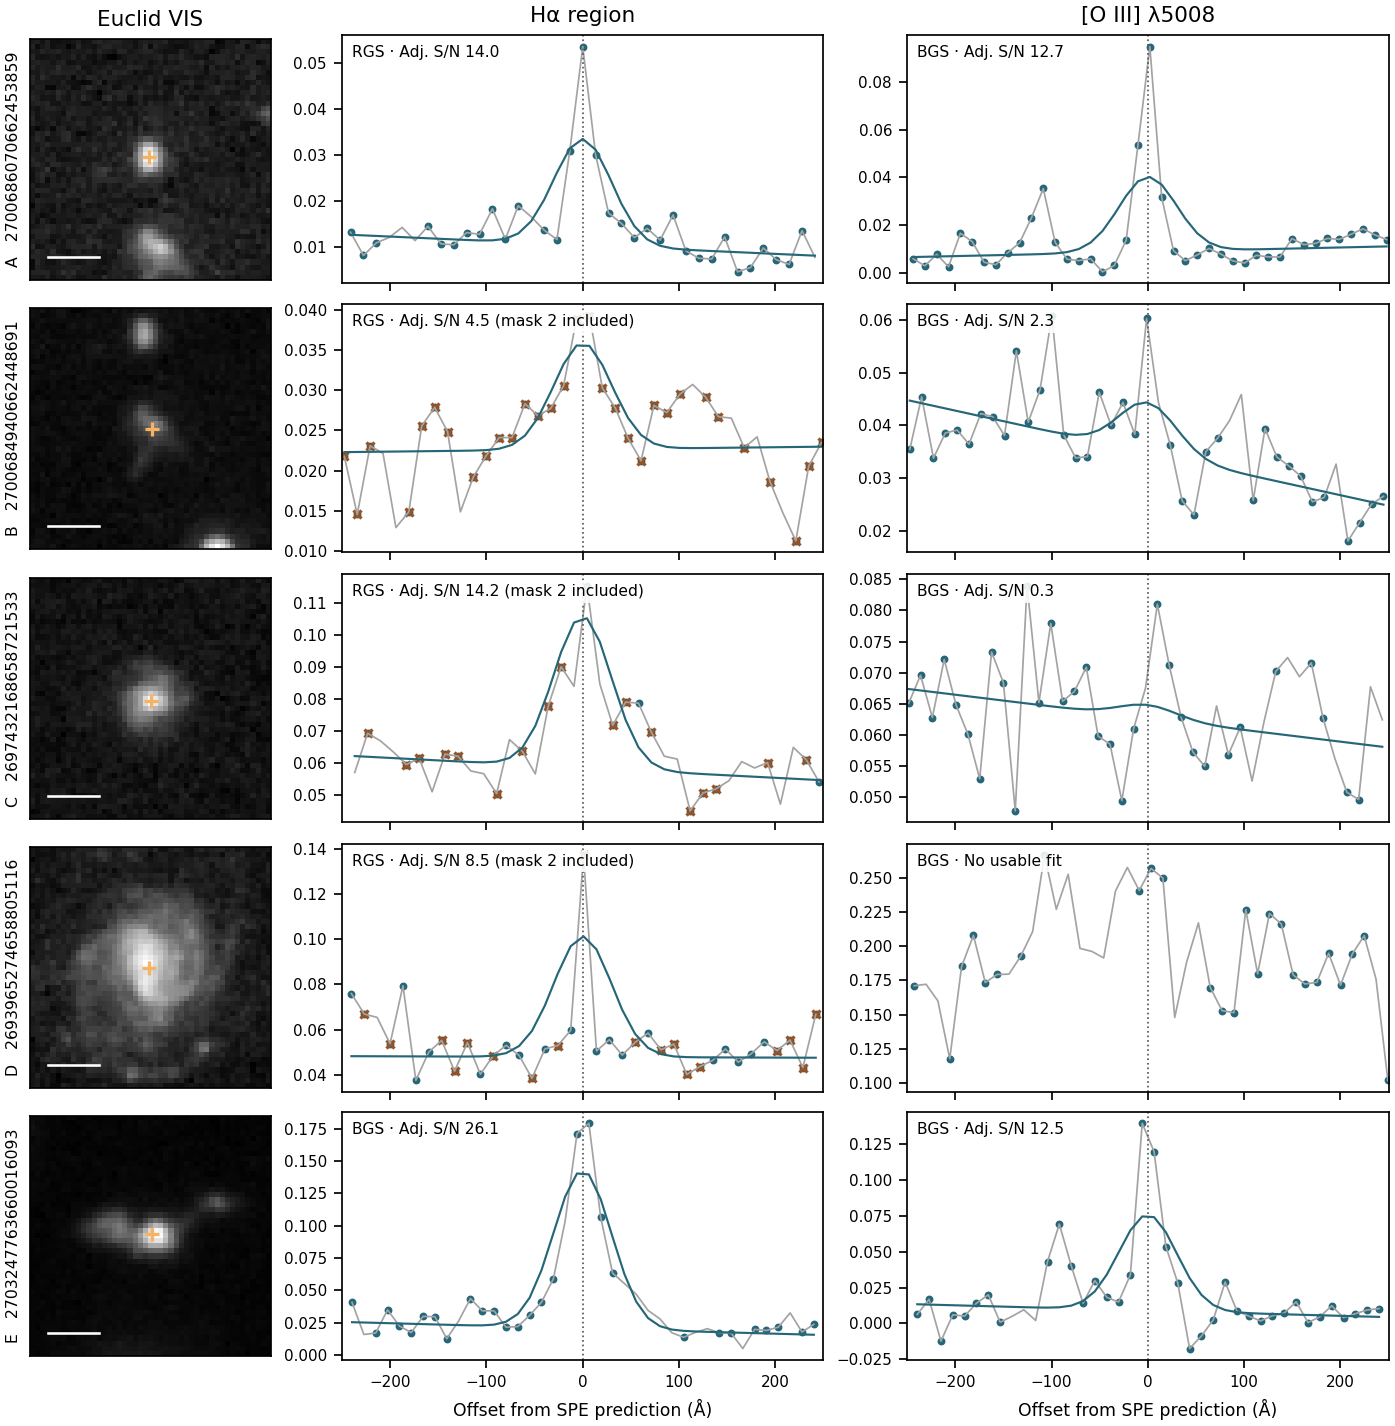 Euclid VIS
Hα region
[O III] λ5008
A 2700686070662453859
RGS · Adj. S/N 14.0
0.05
0.04
0.03
0.02
0.01
BGS · Adj. S/N 12.7
0.08
0.06
0.04
0.02
0.00
B 2700684940662448691
RGS · Adj. S/N 4.5 (mask 2 included)
0.040
0.035
0.030
0.025
0.020
0.015
0.010
BGS · Adj. S/N 2.3
0.06
0.05
0.04
0.03
0.02
C 2697432168658721533
RGS · Adj. S/N 14.2 (mask 2 included)
0.11
0.10
0.09
0.08
0.07
0.06
0.05
BGS · Adj. S/N 0.3
0.085
0.080
0.075
0.070
0.065
0.060
0.055
0.050
D 2693965274658805116
RGS · Adj. S/N 8.5 (mask 2 included)
0.14
0.12
0.10
0.08
0.06
0.04
BGS · No usable fit
0.250
0.225
0.200
0.175
0.150
0.125
0.100
E 2703247763660016093
BGS · Adj. S/N 26.1
0.175
0.150
0.125
0.100
0.075
0.050
0.025
0.000
BGS · Adj. S/N 12.5
0.125
0.100
0.075
0.050
0.025
0.000
−0.025
−200 −100 0 100 200
−200 −100 0 100 200
Offset from SPE prediction (Å)
Offset from SPE prediction (Å)